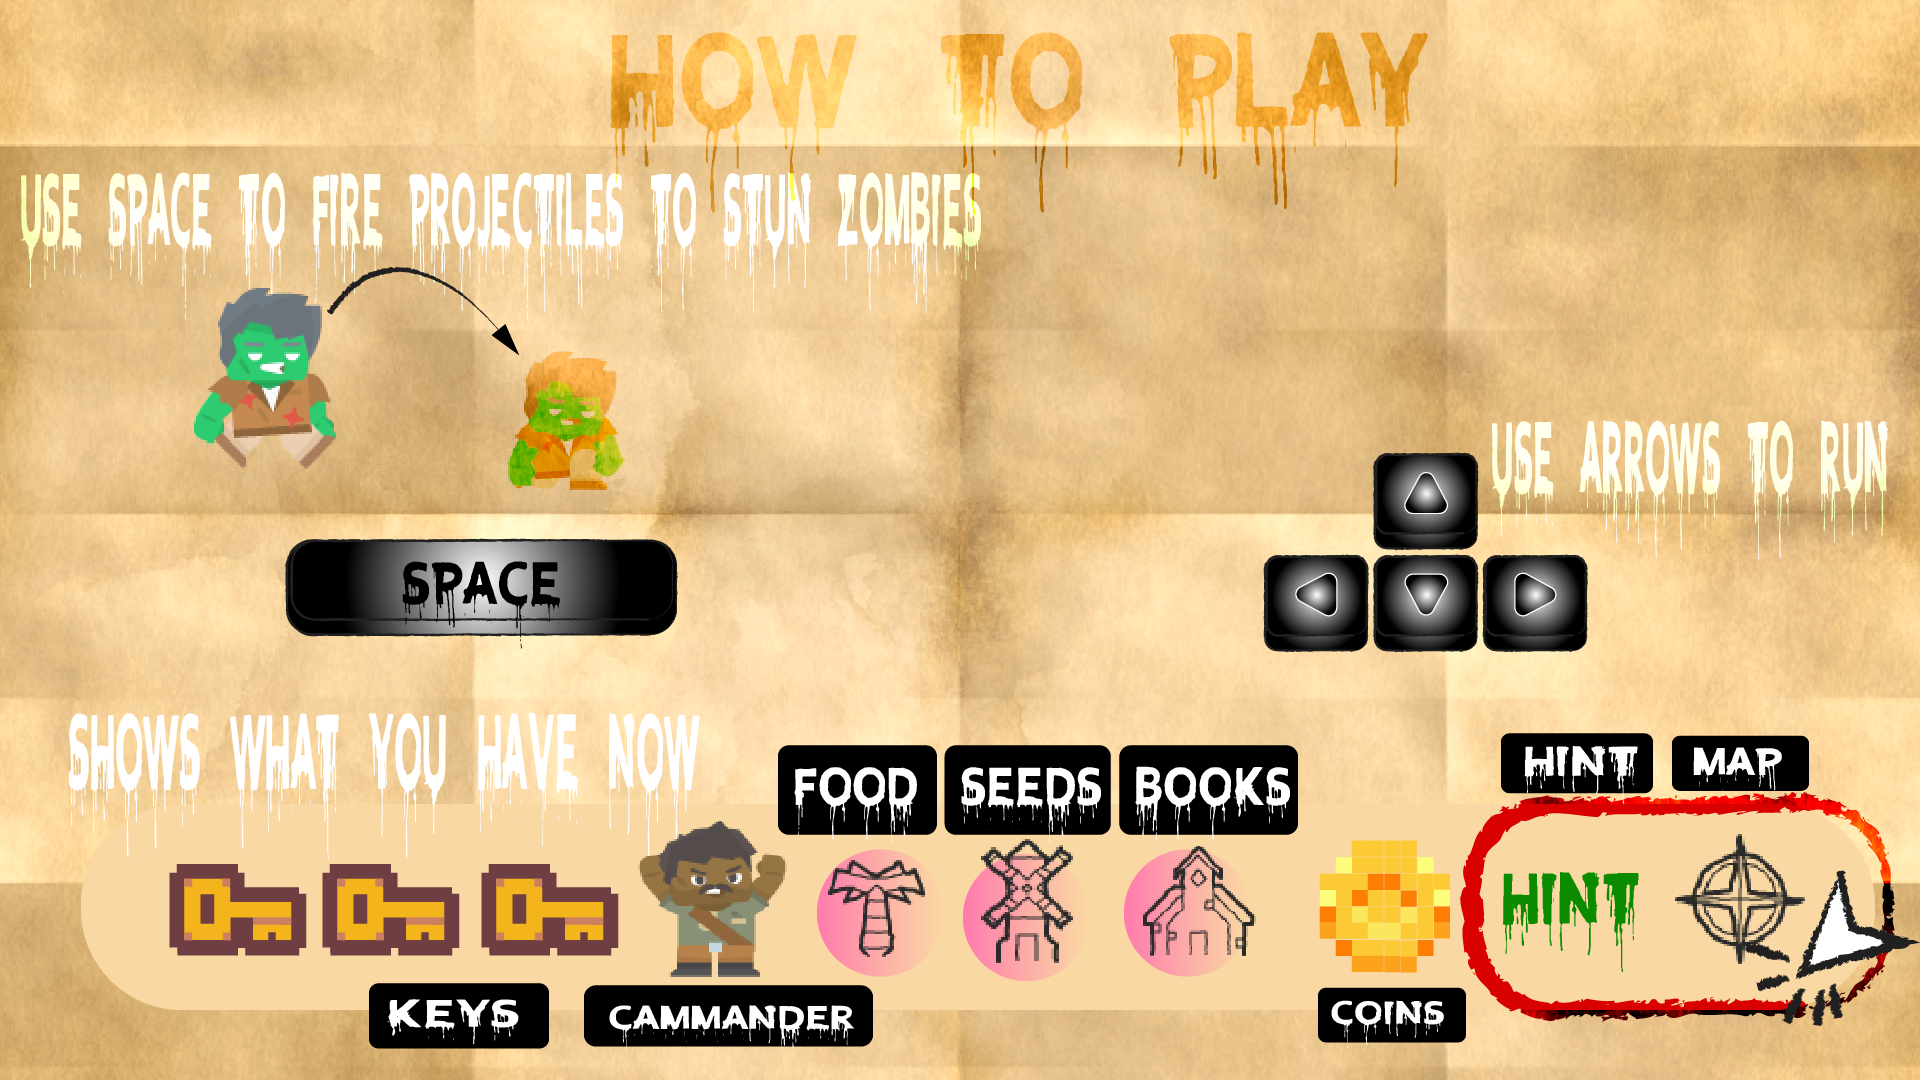 HOW TO PLAY
USE SPACE TO FIRE PROJECTILES TO STUN ZOMBIES
USE ARROWS TO RUN
SPACE
SHOWS WHAT YOU HAVE NOW
FOOD
SEEDS
BOOKS
HINT
MAP
HINT
KEYS
CAMMANDER
COINS